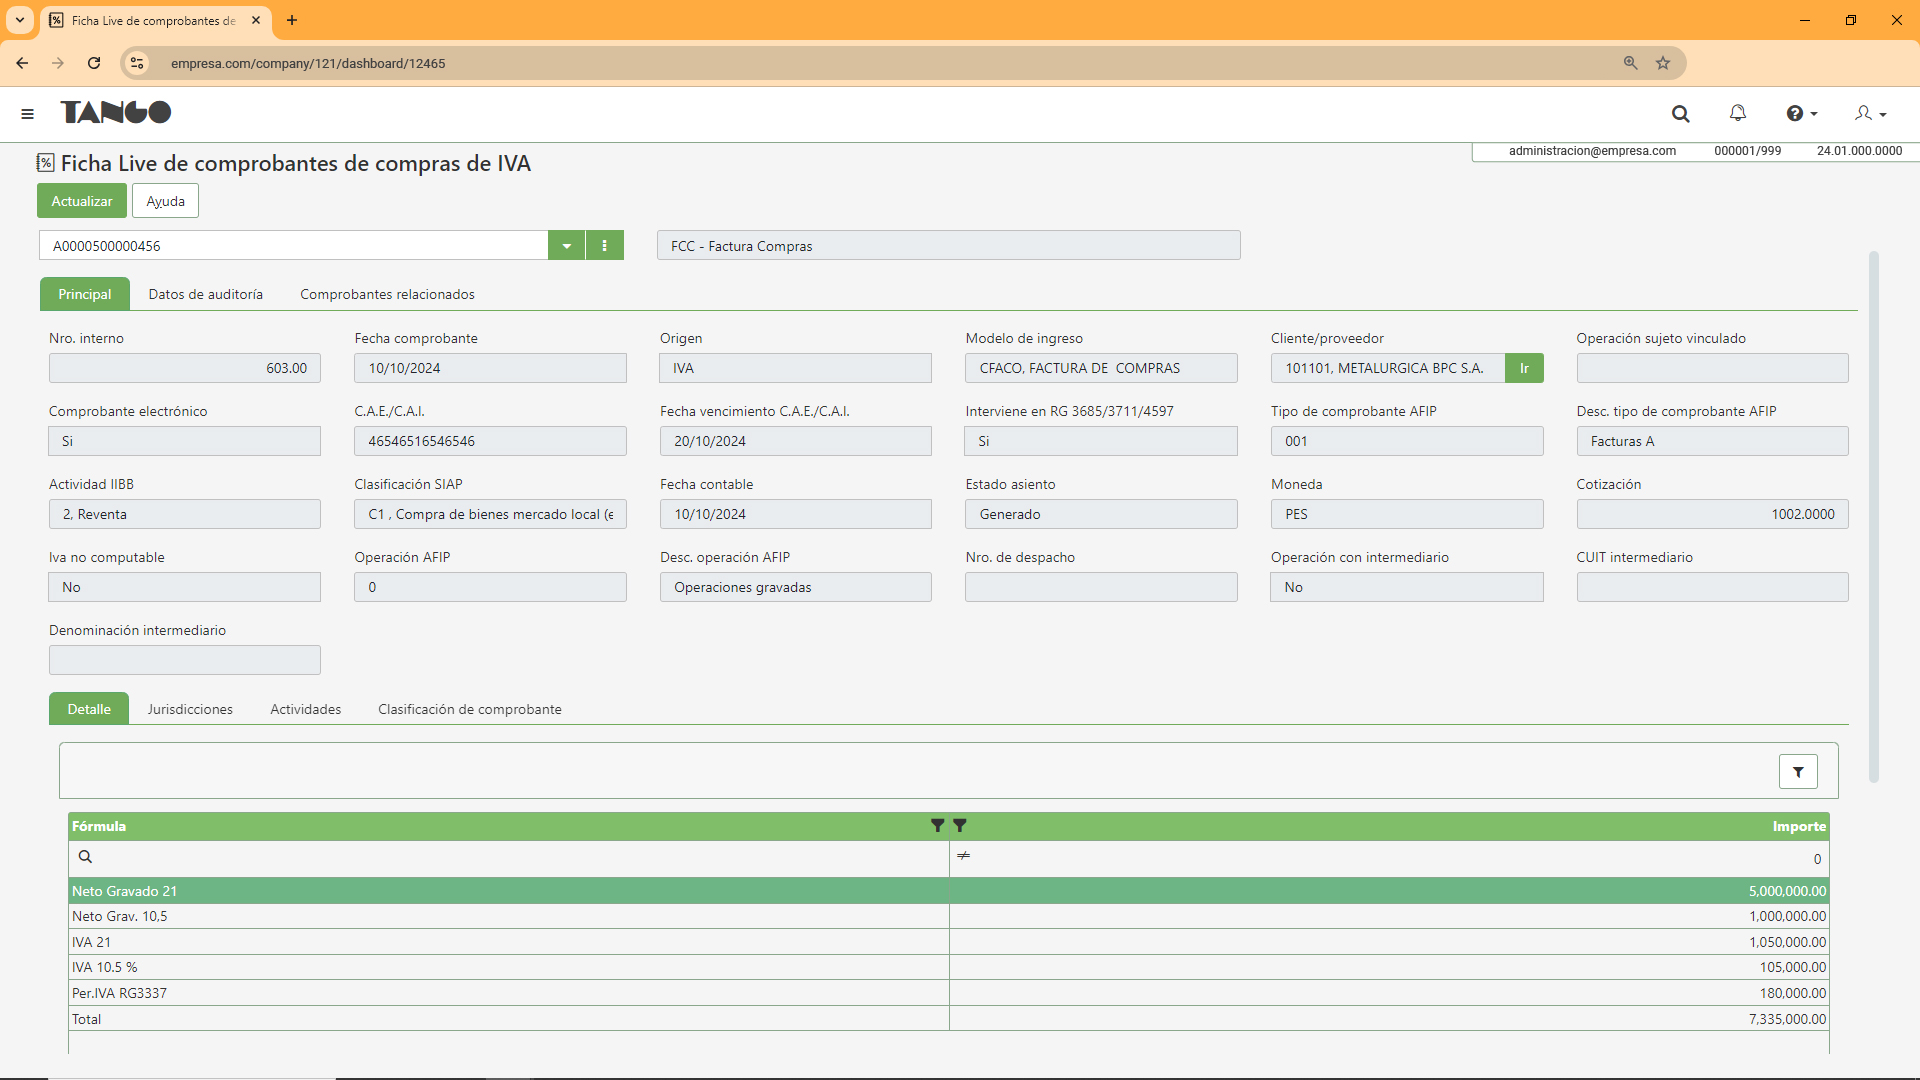 Ficha Live de comprobantes de
empresa.com/company/121/dashboard/12465
TANGO
Ficha Live de comprobantes de compras de IVA
administracion@empresa.com 000001/999 24.01.000.0000
Actualizar Ayuda
A0000500000456 FCC - Factura Compras
Principal Datos de auditoría Comprobantes relacionados
Nro. interno Fecha comprobante Origen Modelo de ingreso Cliente/proveedor Operación sujeto vinculado
603.00 10/10/2024 IVA CFACO, FACTURA DE COMPRAS 101101, METALURGICA BPC S.A. Ir
Comprobante electrónico C.A.E./C.A.I. Fecha vencimiento C.A.E./C.A.I. Interviene en RG 3685/3711/4597 Tipo de comprobante AFIP Desc. tipo de comprobante AFIP
Si 46546516546546 20/10/2024 Si 001 Facturas A
Actividad IIBB Clasificación SIAP Fecha contable Estado asiento Moneda Cotización
2, Reventa C1 , Compra de bienes mercado local (e 10/10/2024 Generado PES 1002.0000
Iva no computable Operación AFIP Desc. operación AFIP Nro. de despacho Operación con intermediario CUIT intermediario
No 0 Operaciones gravadas No
Denominación intermediario
Detalle Jurisdicciones Actividades Clasificación de comprobante
Fórmula Importe
≠ 0
Neto Gravado 21 5,000,000.00
Neto Grav. 10,5 1,000,000.00
IVA 21 1,050,000.00
IVA 10.5 % 105,000.00
Per.IVA RG3337 180,000.00
Total 7,335,000.00